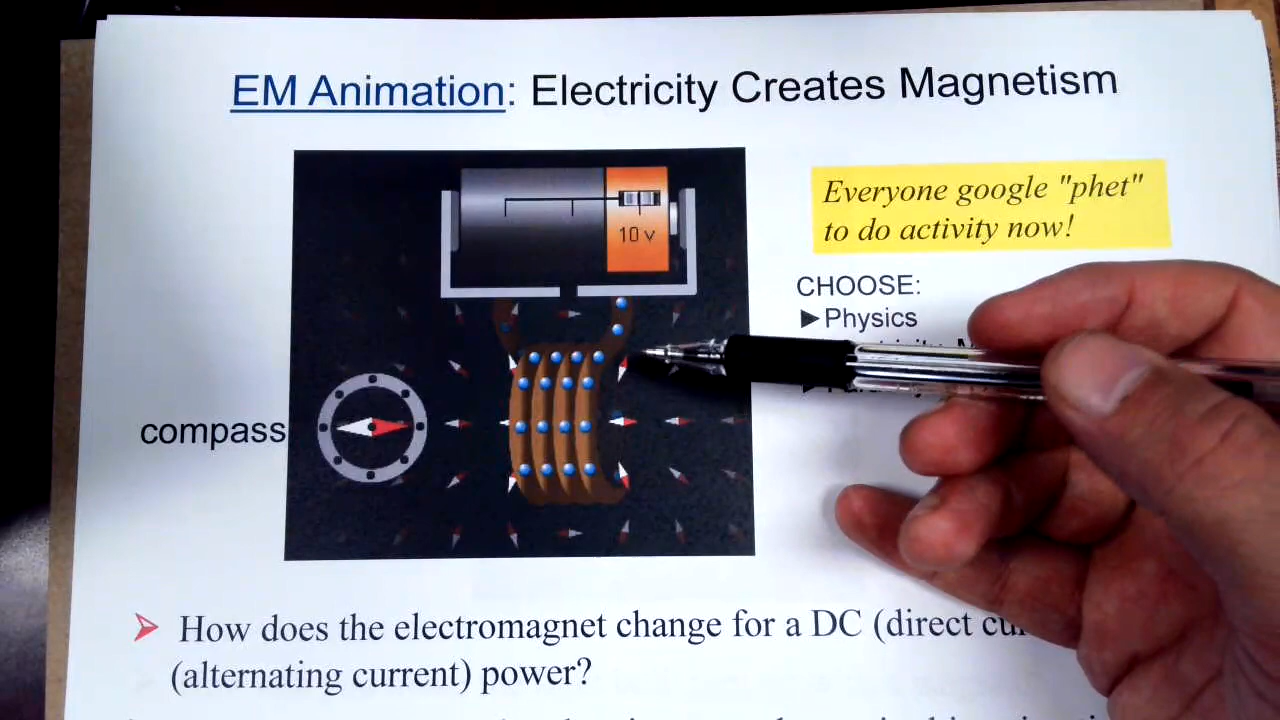 EM Animation: Electricity Creates Magnetism
10 v
Everyone google "phet"
to do activity now!
CHOOSE:
►Physics
compass
How does the electromagnet change for a DC (direct
(alternating current) power?